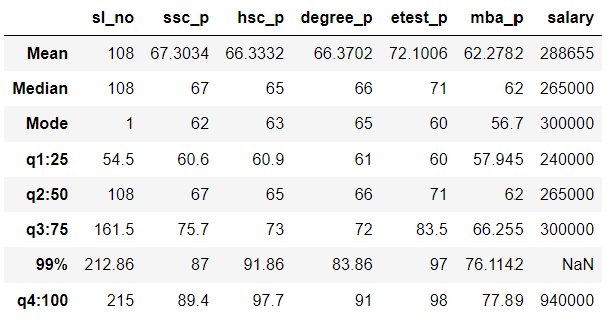 sl_no ssc_p hsc_p degree_p etest_p mba_p salary
Mean 108 67.3034 66.3332 66.3702 72.1006 62.2782 288655
Median 108 67 65 66 71 62 265000
Mode 1 62 63 65 60 56.7 300000
q1:25 54.5 60.6 60.9 61 60 57.945 240000
q2:50 108 67 65 66 71 62 265000
q3:75 161.5 75.7 73 72 83.5 66.255 300000
99% 212.86 87 91.86 83.86 97 76.1142 NaN
q4:100 215 89.4 97.7 91 98 77.89 940000